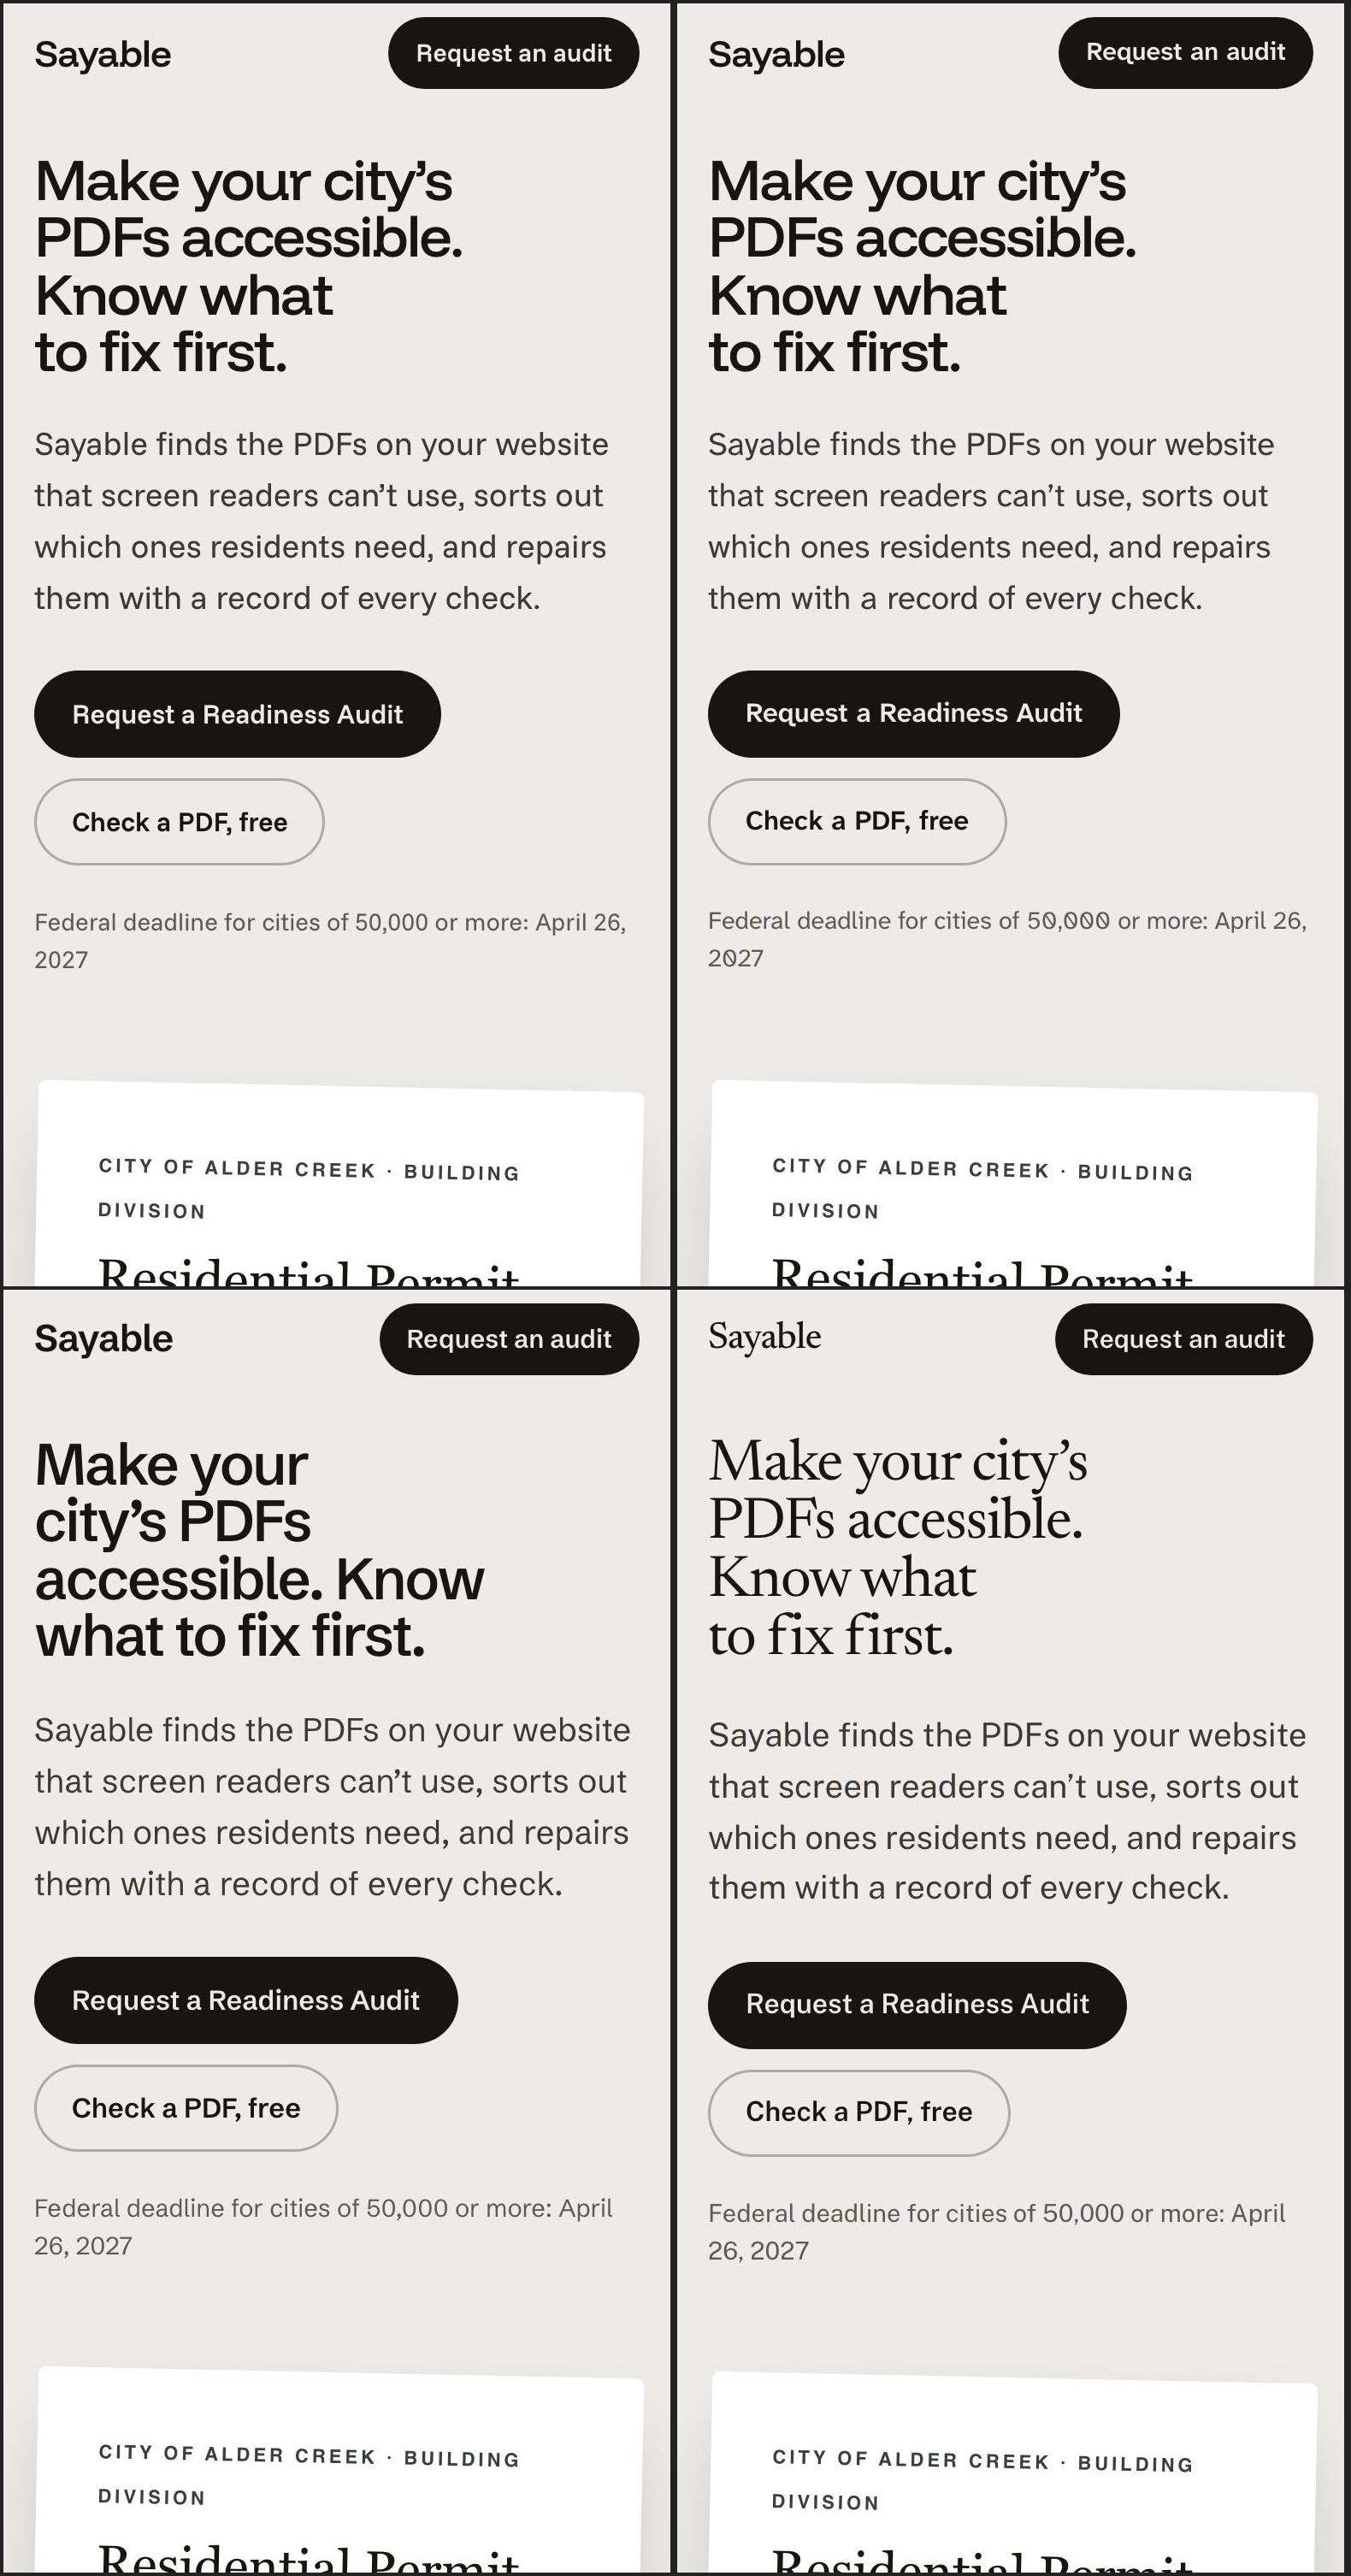 Sayable
Request an audit
Make your city’s
PDFs accessible.
Know what
to fix first.
Sayable finds the PDFs on your website
that screen readers can’t use, sorts out
which ones residents need, and repairs
them with a record of every check.
Request a Readiness Audit
Check a PDF, free
Federal deadline for cities of 50,000 or more: April 26,
2027
CITY OF ALDER CREEK · BUILDING
DIVISION
Residential Permit
Sayable
Request an audit
Make your city’s
PDFs accessible.
Know what
to fix first.
Sayable finds the PDFs on your website
that screen readers can’t use, sorts out
which ones residents need, and repairs
them with a record of every check.
Request a Readiness Audit
Check a PDF, free
Federal deadline for cities of 50,000 or more: April 26,
2027
CITY OF ALDER CREEK · BUILDING
DIVISION
Residential Permit
Sayable
Request an audit
Make your
city’s PDFs
accessible. Know
what to fix first.
Sayable finds the PDFs on your website
that screen readers can’t use, sorts out
which ones residents need, and repairs
them with a record of every check.
Request a Readiness Audit
Check a PDF, free
Federal deadline for cities of 50,000 or more: April
26, 2027
CITY OF ALDER CREEK · BUILDING
DIVISION
Residential Permit
Sayable
Request an audit
Make your city’s
PDFs accessible.
Know what
to fix first.
Sayable finds the PDFs on your website
that screen readers can’t use, sorts out
which ones residents need, and repairs
them with a record of every check.
Request a Readiness Audit
Check a PDF, free
Federal deadline for cities of 50,000 or more: April
26, 2027
CITY OF ALDER CREEK · BUILDING
DIVISION
Residential Permit